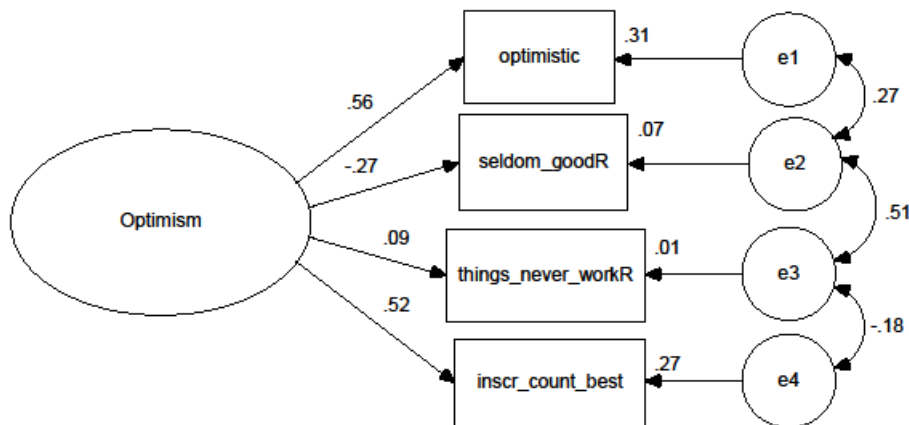 .31
optimistic
e1
.56
.27
.07
-.27
seldom_goodR
e2
Optimism
.51
.09
.01
things_never_workR
e3
.52
-.18
.27
inscr_count_best
e4